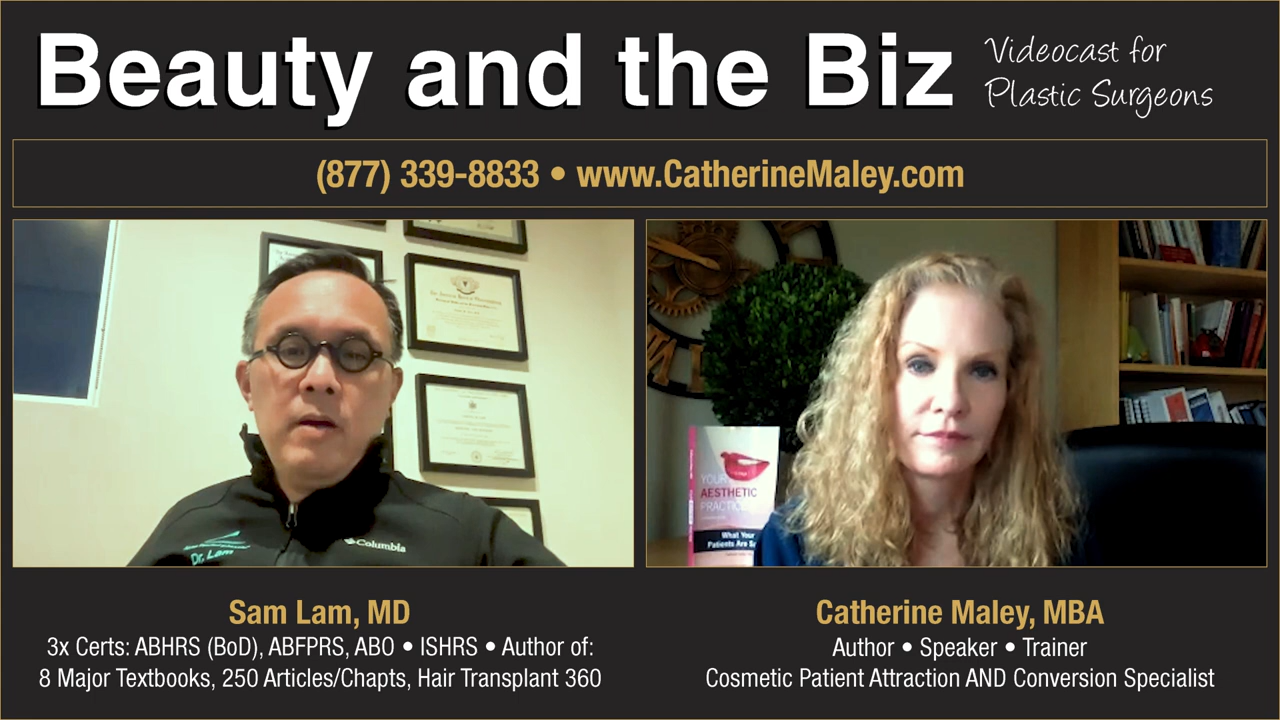 Beauty and the Biz
Videocast for
Plastic Surgeons
(877) 339-8833 • www.CatherineMaley.com
Dr. Lam
Columbia
YOUR
AESTHETIC
PRACTICE
What Your
Patients Are
Sam Lam, MD
3x Certs: ABHRS (BoD), ABFPRS, ABO • ISHRS • Author of:
8 Major Textbooks, 250 Articles/Chapts, Hair Transplant 360
Catherine Maley, MBA
Author • Speaker • Trainer
Cosmetic Patient Attraction AND Conversion Specialist